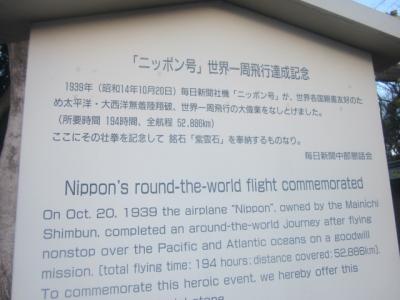 「ニッポン号」世界一周飛行達成記念
1939年（昭和14年10月20日）毎日新聞社機「ニッポン号」が、世界各国親善友好のた
め太平洋・大西洋無着陸翔破、世界一周飛行の大偉業をなしとげました。
（所要時間 194時間、全航程 52,886km）
ここにその壮挙を記念して 銘石「紫雲石」を奉納するものなり。
毎日新聞中部懇話会
Nippon's round-the-world flight commemorated
On Oct. 20, 1939 the airplane "Nippon", owned by the Mainichi
Shimbun, completed an around-the-world journey after flying
nonstop over the Pacific and Atlantic oceans on a goodwill
mission. (total flying time: 194 hours: distance covered: 52,886km).
To commemorate this heroic event, we hereby offer this